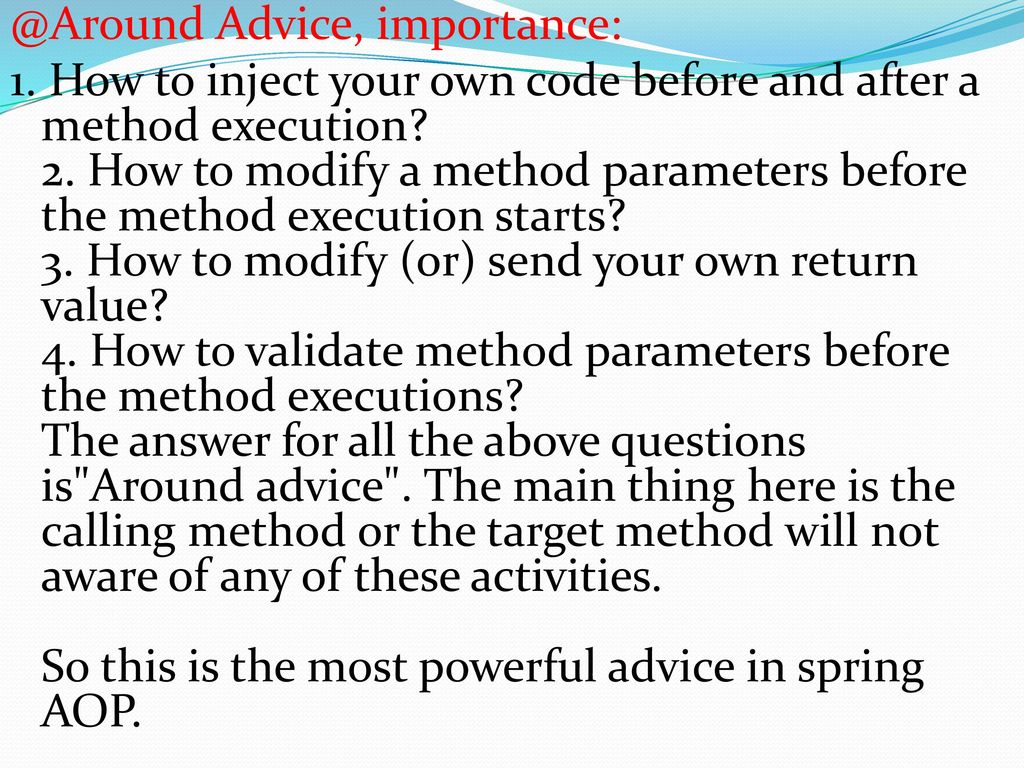 @Around Advice, importance:
1. How to inject your own code before and after a
method execution?
2. How to modify a method parameters before
the method execution starts?
3. How to modify (or) send your own return
value?
4. How to validate method parameters before
the method executions?
The answer for all the above questions
is"Around advice". The main thing here is the
calling method or the target method will not
aware of any of these activities.
So this is the most powerful advice in spring
AOP.